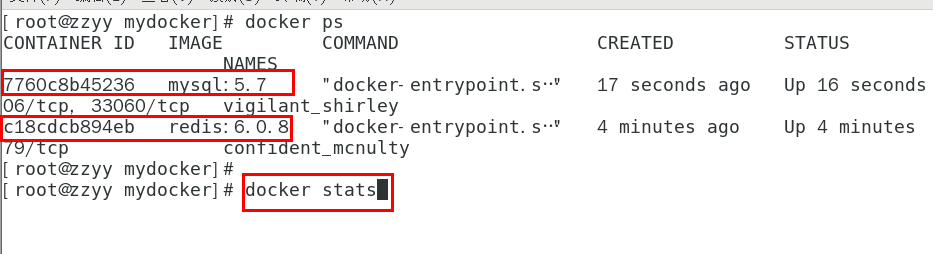 [root@zzyy mydocker]# docker ps
CONTAINER ID   IMAGE         COMMAND                  CREATED          STATUS
                    NAMES
7760c8b45236   mysql:5.7     "docker-entrypoint.s…"   17 seconds ago   Up 16 seconds
06/tcp, 33060/tcp   vigilant_shirley
c18cdcb894eb   redis:6.0.8   "docker-entrypoint.s…"   4 minutes ago    Up 4 minutes
79/tcp              confident_mcnulty
[root@zzyy mydocker]#
[root@zzyy mydocker]# docker stats